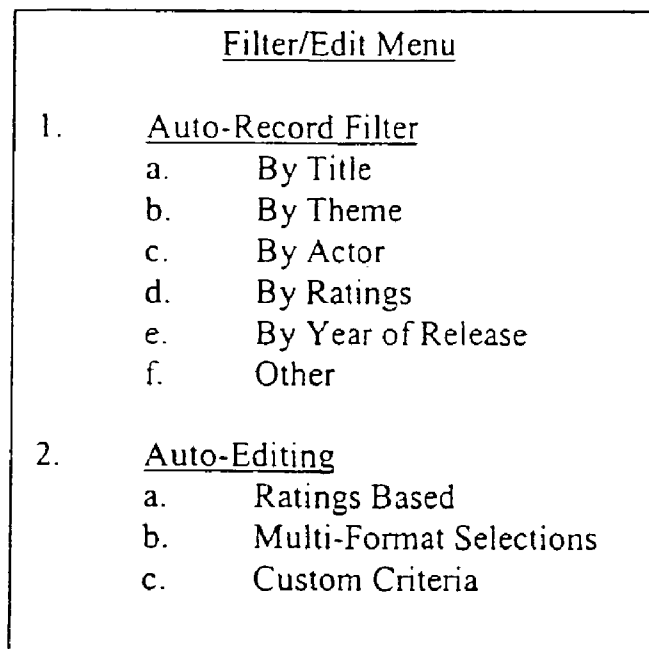 Filter/Edit Menu
1. Auto-Record Filter
a. By Title
b. By Theme
c. By Actor
d. By Ratings
e. By Year of Release
f. Other
2. Auto-Editing
a. Ratings Based
b. Multi-Format Selections
c. Custom Criteria